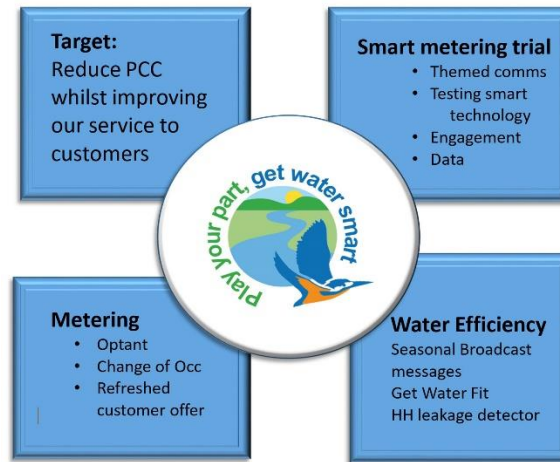 Target:
Reduce PCC
whilst improving
our service to
customers
Smart metering trial
• Themed comms
• Testing smart
technology
• Engagement
• Data
Play your part, get water smart
Metering
• Optant
• Change of Occ
• Refreshed
customer offer
Water Efficiency
Seasonal Broadcast
messages
Get Water Fit
HH leakage detector